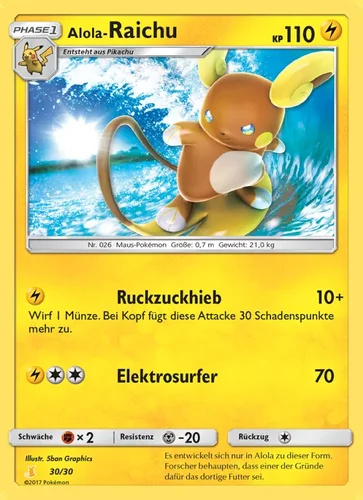 PHASE 1 Alola-Raichu KP 110
Entsteht aus Pikachu
Nr. 026 Maus-Pokémon Größe: 0,7 m Gewicht: 21,0 kg
Ruckzuckhieb 10+
Wirf 1 Münze. Bei Kopf fügt diese Attacke 30 Schadenspunkte
mehr zu.
Elektrosurfer 70
Schwäche × 2 Resistenz -20 Rückzug
Illustr. 5ban Graphics
30/30
©2017 Pokémon
Es entwickelt sich nur in Alola zu dieser Form.
Forscher behaupten, dass einer der Gründe
dafür das dortige Futter sei.